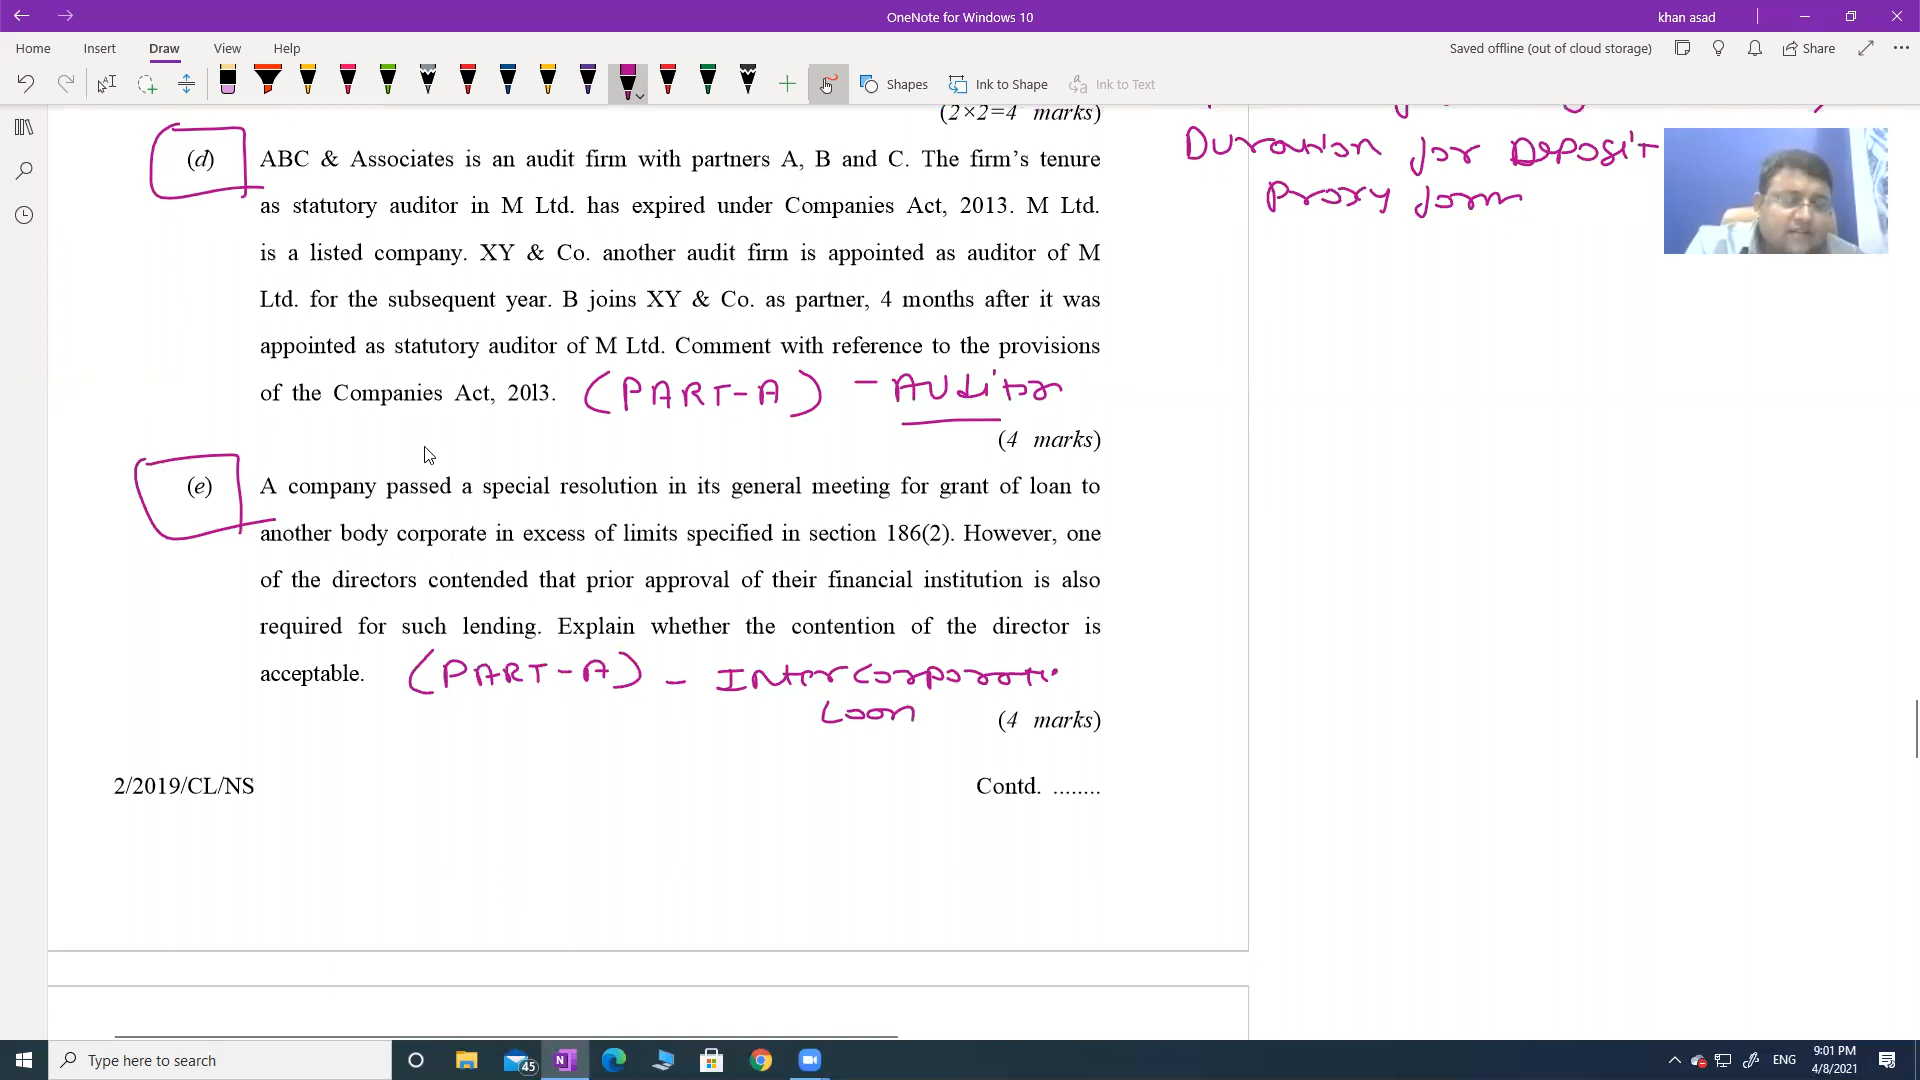 OneNote for Windows 10
khan asad
Home Insert Draw View Help
Saved offline (out of cloud storage)
Share
Shapes
Ink to Shape
Ink to Text
(2×2=4 marks)
Duration for Deposit
Proxy form
(d) ABC & Associates is an audit firm with partners A, B and C. The firm's tenure
as statutory auditor in M Ltd. has expired under Companies Act, 2013. M Ltd.
is a listed company. XY & Co. another audit firm is appointed as auditor of M
Ltd. for the subsequent year. B joins XY & Co. as partner, 4 months after it was
appointed as statutory auditor of M Ltd. Comment with reference to the provisions
of the Companies Act, 2013. (PART-A) - Auditor
(4 marks)
(e) A company passed a special resolution in its general meeting for grant of loan to
another body corporate in excess of limits specified in section 186(2). However, one
of the directors contended that prior approval of their financial institution is also
required for such lending. Explain whether the contention of the director is
acceptable. (PART-A) - Inter Corporate
Loan
(4 marks)
2/2019/CL/NS
Contd. ........
Type here to search
45
ENG
9:01 PM
4/8/2021